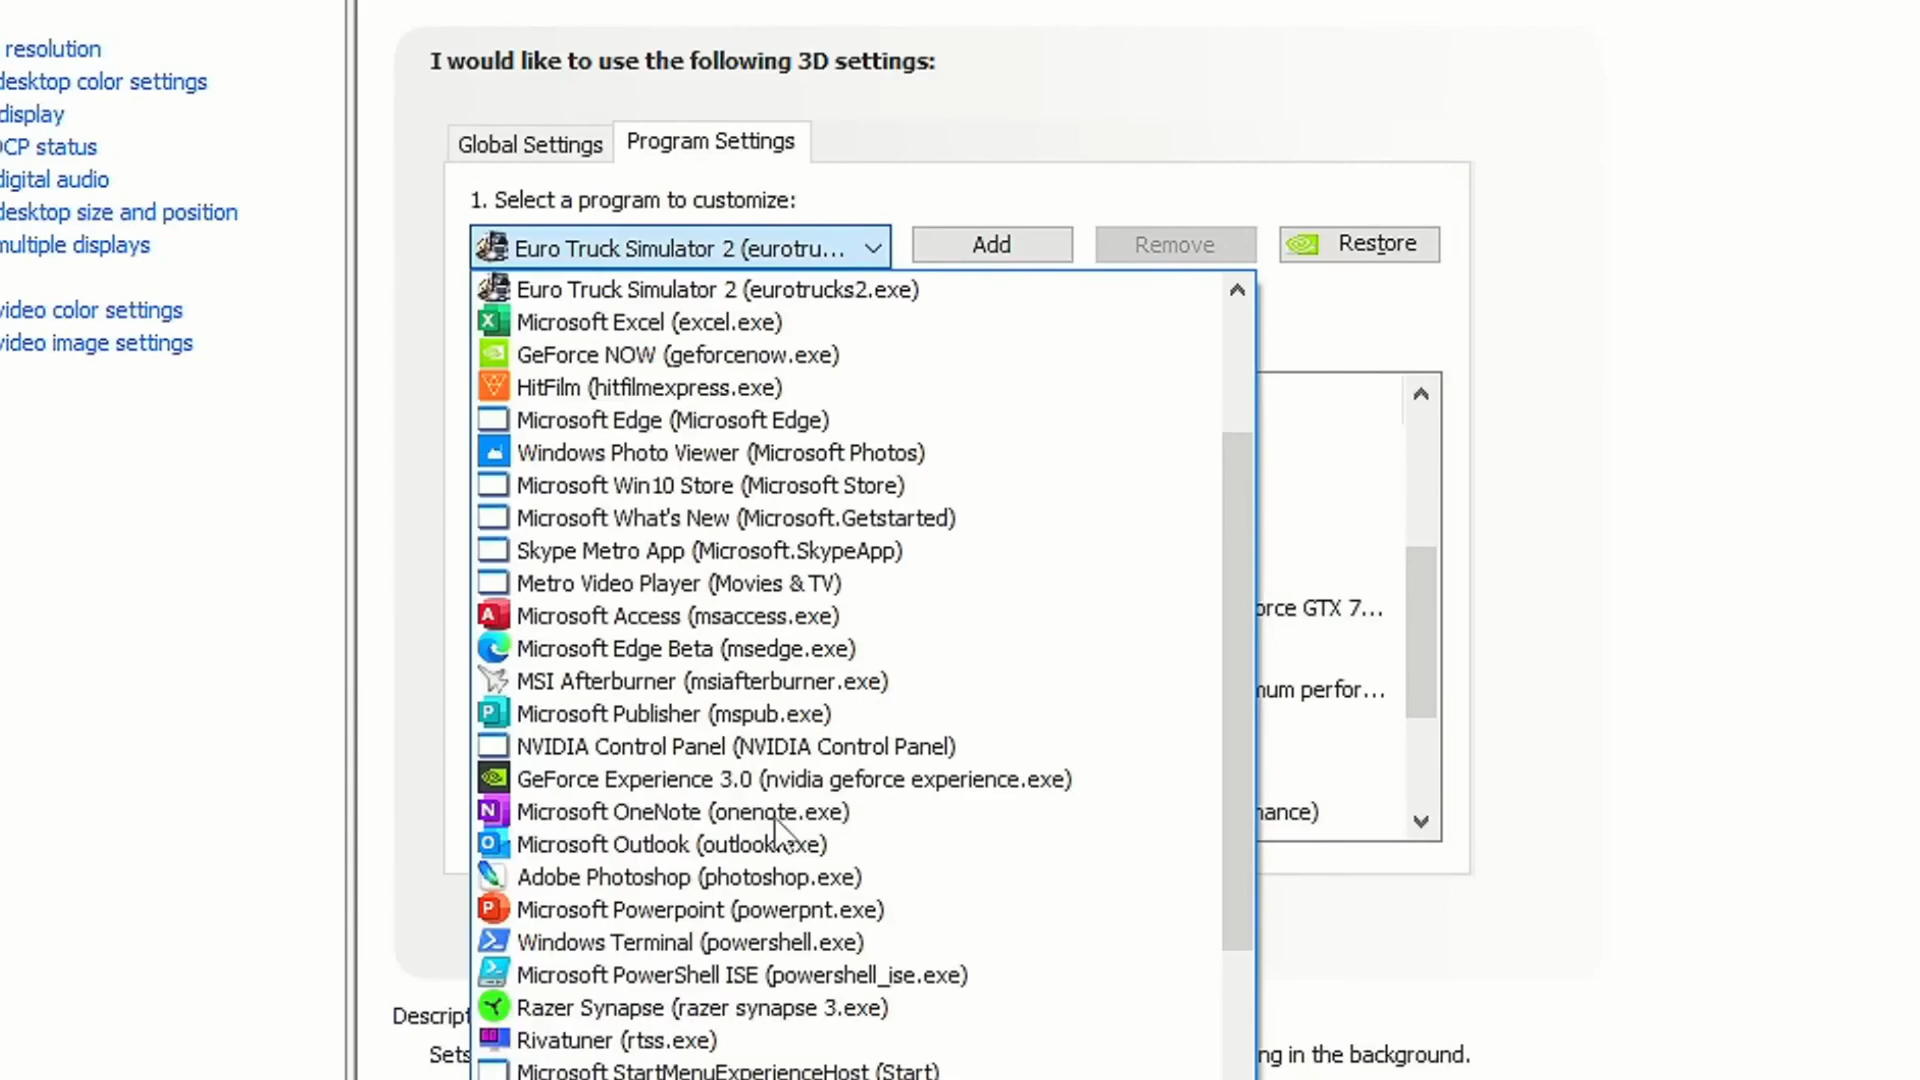 resolution
desktop color settings
display
DCP status
digital audio
desktop size and position
multiple displays
video color settings
video image settings
I would like to use the following 3D settings:
Global Settings
Program Settings
1. Select a program to customize:
Euro Truck Simulator 2 (eurotru...
Add
Remove
Restore
Euro Truck Simulator 2 (eurotrucks2.exe)
Microsoft Excel (excel.exe)
GeForce NOW (geforcenow.exe)
HitFilm (hitfilmexpress.exe)
Microsoft Edge (Microsoft Edge)
Windows Photo Viewer (Microsoft Photos)
Microsoft Win10 Store (Microsoft Store)
Microsoft What's New (Microsoft.Getstarted)
Skype Metro App (Microsoft.SkypeApp)
Metro Video Player (Movies & TV)
Microsoft Access (msaccess.exe)
Microsoft Edge Beta (msedge.exe)
MSI Afterburner (msiafterburner.exe)
Microsoft Publisher (mspub.exe)
NVIDIA Control Panel (NVIDIA Control Panel)
GeForce Experience 3.0 (nvidia geforce experience.exe)
Microsoft OneNote (onenote.exe)
Microsoft Outlook (outlook.exe)
Adobe Photoshop (photoshop.exe)
Microsoft Powerpoint (powerpnt.exe)
Windows Terminal (powershell.exe)
Microsoft PowerShell ISE (powershell_ise.exe)
Razer Synapse (razer synapse 3.exe)
Rivatuner (rtss.exe)
Microsoft StartMenuExperienceHost (Start)
orce GTX 7...
num perfor...
nance)
Descript
Sets
ng in the background.